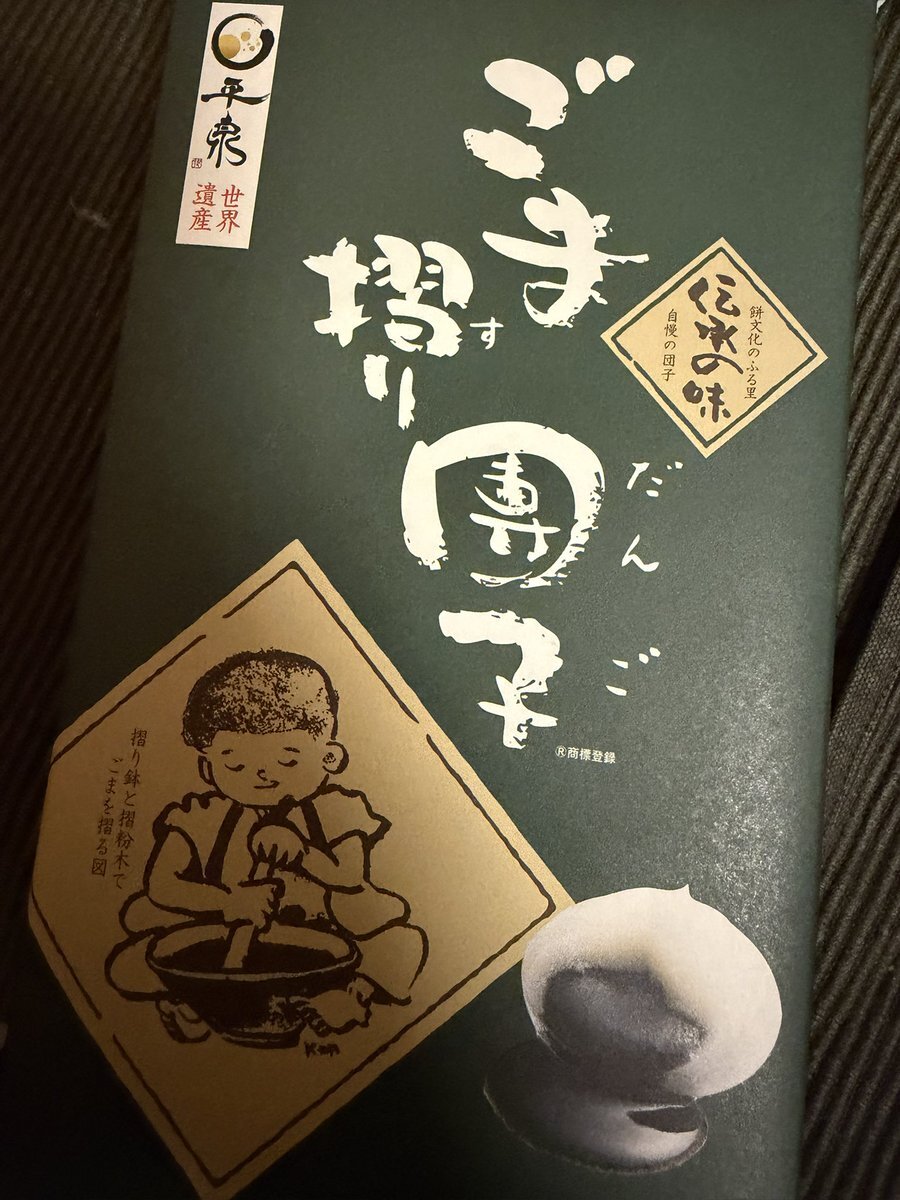 平泉
世界
遺産
ごま
摺り
す
團子
だんご
®商標登録
餅文化のふる里
伝承の味
自慢の団子
摺り鉢と摺粉木で
ごまを摺る図